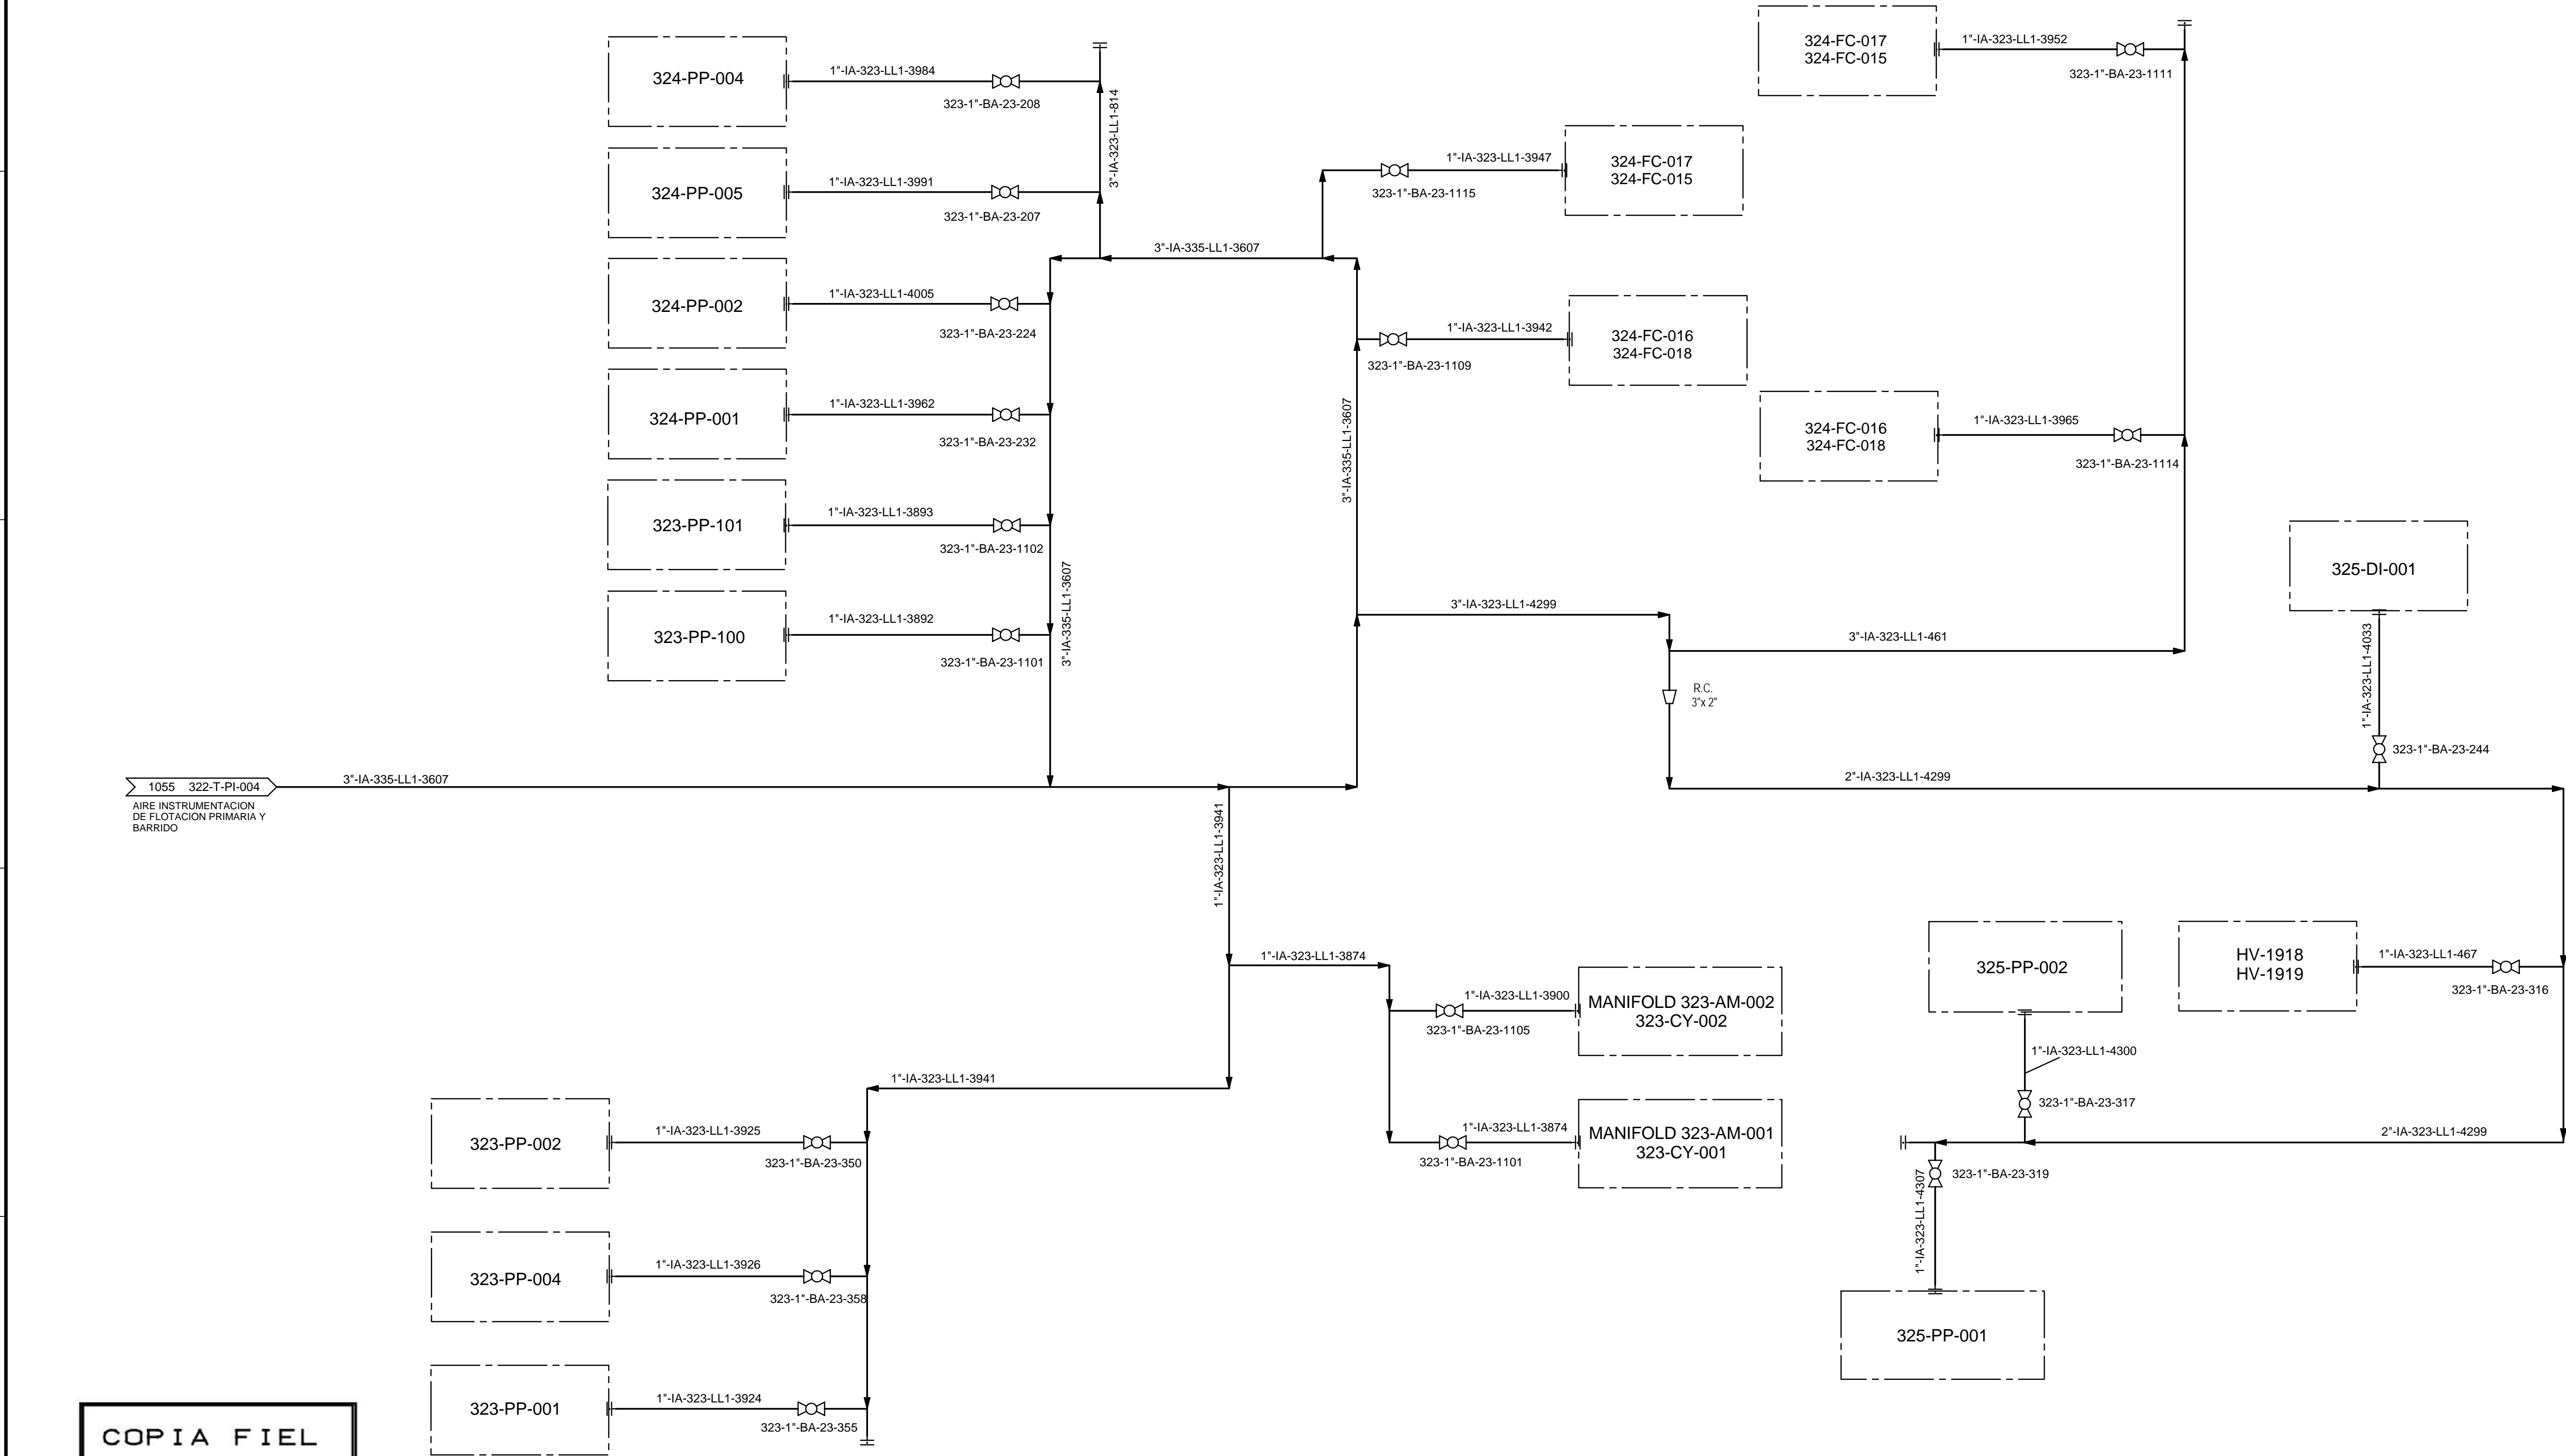 324-PP-004
1"-IA-323-LL1-3984
323-1"-BA-23-208
3"-IA-323-LL1-814
324-PP-005
1"-IA-323-LL1-3991
323-1"-BA-23-207
324-PP-002
1"-IA-323-LL1-4005
323-1"-BA-23-224
324-PP-001
1"-IA-323-LL1-3962
323-1"-BA-23-232
323-PP-101
1"-IA-323-LL1-3893
323-1"-BA-23-1102
323-PP-100
1"-IA-323-LL1-3892
323-1"-BA-23-1101
3"-IA-335-LL1-3607
3"-IA-335-LL1-3607
324-FC-017
324-FC-015
1"-IA-323-LL1-3952
323-1"-BA-23-1111
1"-IA-323-LL1-3947
323-1"-BA-23-1115
324-FC-017
324-FC-015
1"-IA-323-LL1-3942
323-1"-BA-23-1109
324-FC-016
324-FC-018
3"-IA-335-LL1-3607
324-FC-016
324-FC-018
1"-IA-323-LL1-3965
323-1"-BA-23-1114
3"-IA-323-LL1-4299
3"-IA-323-LL1-461
R.C.
3"x 2"
325-DI-001
1"-IA-323-LL1-4033
323-1"-BA-23-244
2"-IA-323-LL1-4299
1055 322-T-PI-004
AIRE INSTRUMENTACION
DE FLOTACION PRIMARIA Y
BARRIDO
3"-IA-335-LL1-3607
1"-IA-323-LL1-3941
1"-IA-323-LL1-3874
1"-IA-323-LL1-3900
323-1"-BA-23-1105
MANIFOLD 323-AM-002
323-CY-002
1"-IA-323-LL1-3874
323-1"-BA-23-1101
MANIFOLD 323-AM-001
323-CY-001
325-PP-002
1"-IA-323-LL1-4300
323-1"-BA-23-317
HV-1918
HV-1919
1"-IA-323-LL1-467
323-1"-BA-23-316
2"-IA-323-LL1-4299
323-1"-BA-23-319
1"-IA-323-LL1-4307
325-PP-001
1"-IA-323-LL1-3941
323-PP-002
1"-IA-323-LL1-3925
323-1"-BA-23-350
323-PP-004
1"-IA-323-LL1-3926
323-1"-BA-23-358
323-PP-001
1"-IA-323-LL1-3924
323-1"-BA-23-355
COPIA FIEL